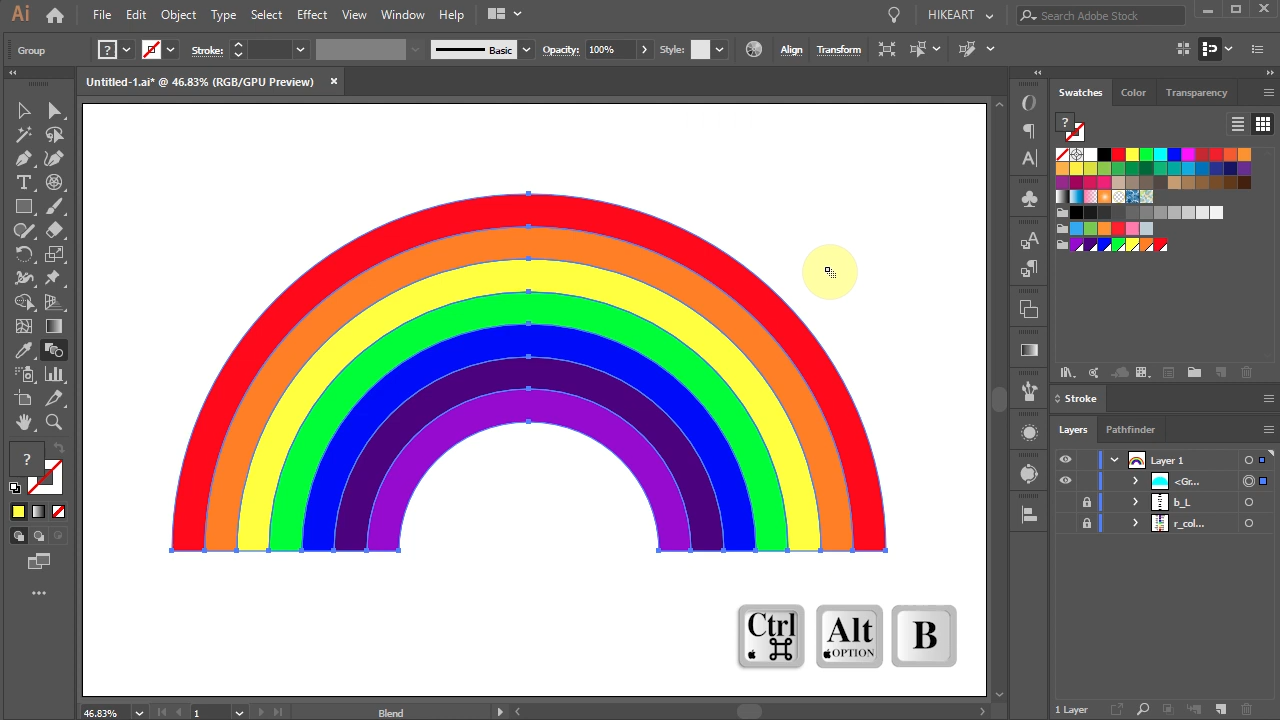 Ai File Edit Object Type Select Effect View Window Help HIKEART Search Adobe Stock
Group ? Stroke: Basic Opacity: 100% Style: Align Transform
Untitled-1.ai* @ 46.83% (RGB/GPU Preview) ×
Swatches Color Transparency
?
Stroke
Layers Pathfinder
Layer 1
<Gr...
b_L
r_col...
?
Ctrl
Alt
OPTION
B
46.83% 1 Blend
1 Layer